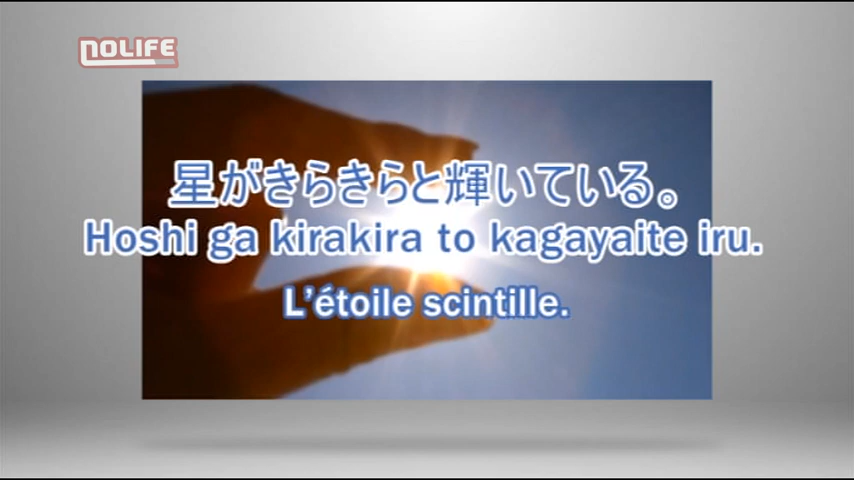 NOLIFE
星がきらきらと輝いている。
Hoshi ga kirakira to kagayaite iru.
L'étoile scintille.